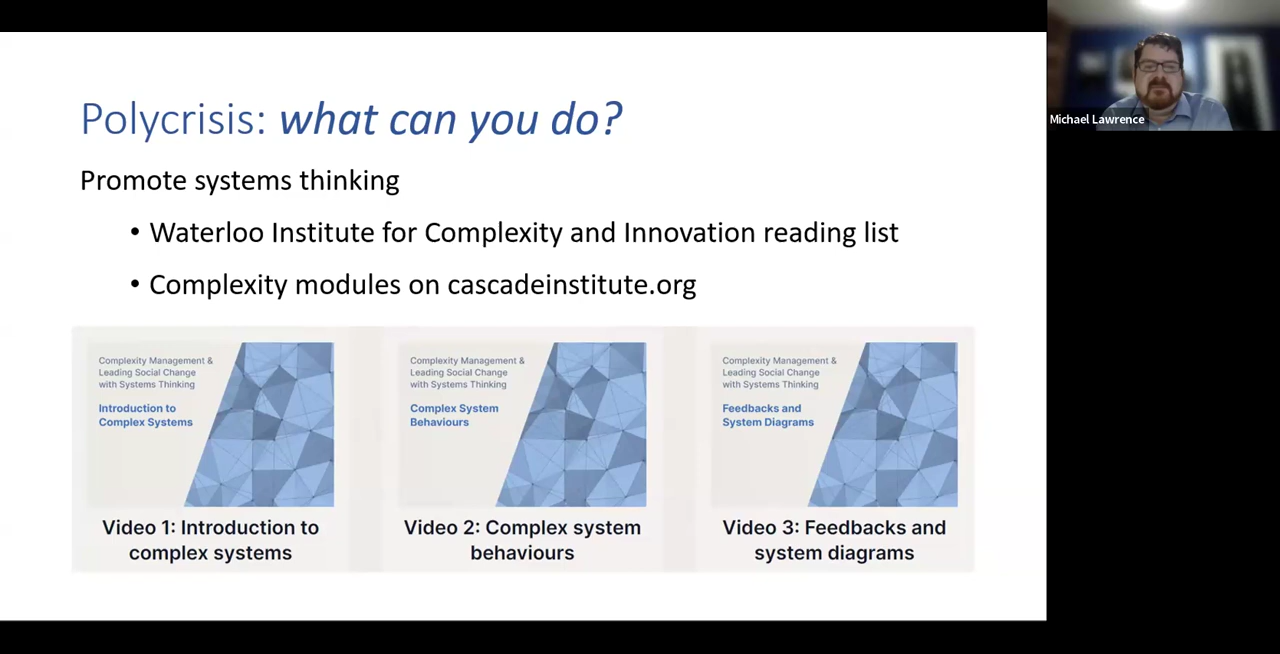 Polycrisis: what can you do?
Promote systems thinking
• Waterloo Institute for Complexity and Innovation reading list
• Complexity modules on cascadeinstitute.org
Complexity Management &
Leading Social Change
with Systems Thinking
Introduction to
Complex Systems
Video 1: Introduction to
complex systems
Complexity Management &
Leading Social Change
with Systems Thinking
Complex System
Behaviours
Video 2: Complex system
behaviours
Complexity Management &
Leading Social Change
with Systems Thinking
Feedbacks and
System Diagrams
Video 3: Feedbacks and
system diagrams
Michael Lawrence